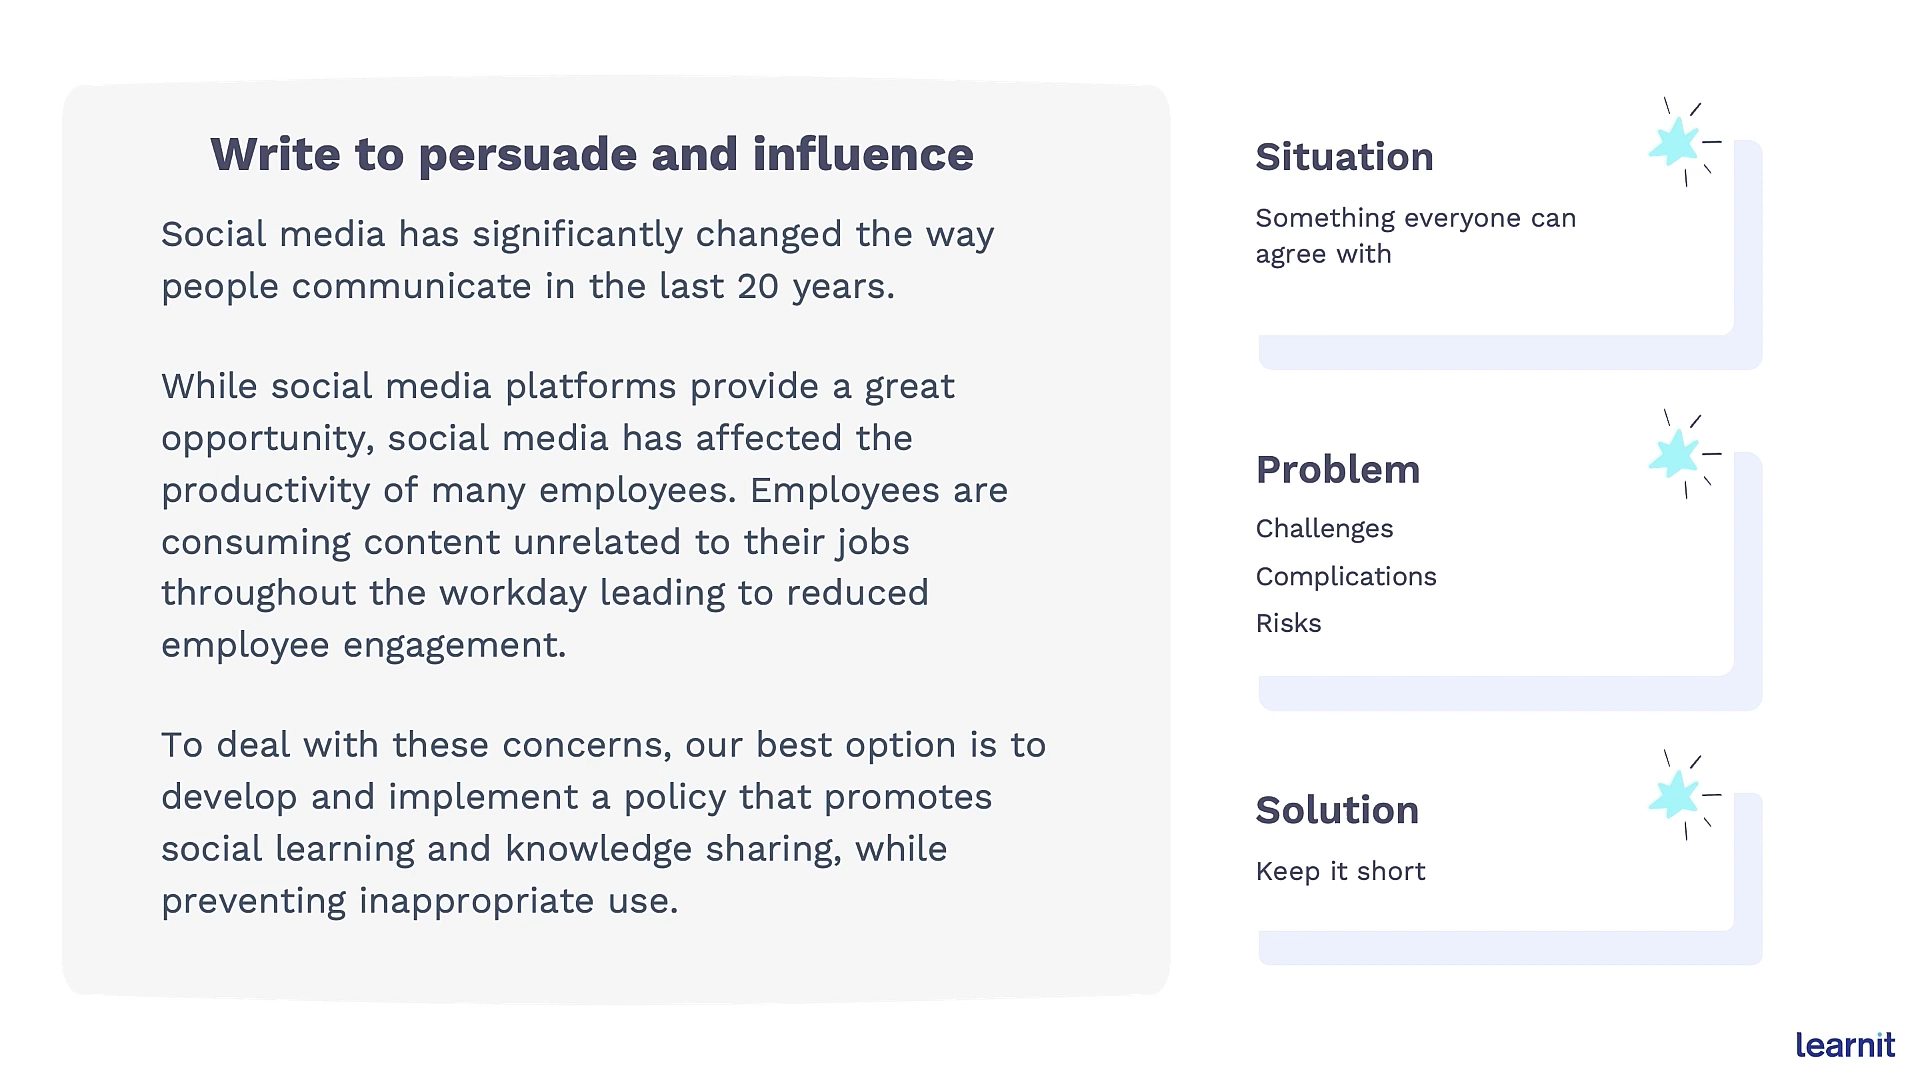 Write to persuade and influence
Social media has significantly changed the way
people communicate in the last 20 years.
While social media platforms provide a great
opportunity, social media has affected the
productivity of many employees. Employees are
consuming content unrelated to their jobs
throughout the workday leading to reduced
employee engagement.
To deal with these concerns, our best option is to
develop and implement a policy that promotes
social learning and knowledge sharing, while
preventing inappropriate use.
Situation
Something everyone can
agree with
Problem
Challenges
Complications
Risks
Solution
Keep it short
learnit